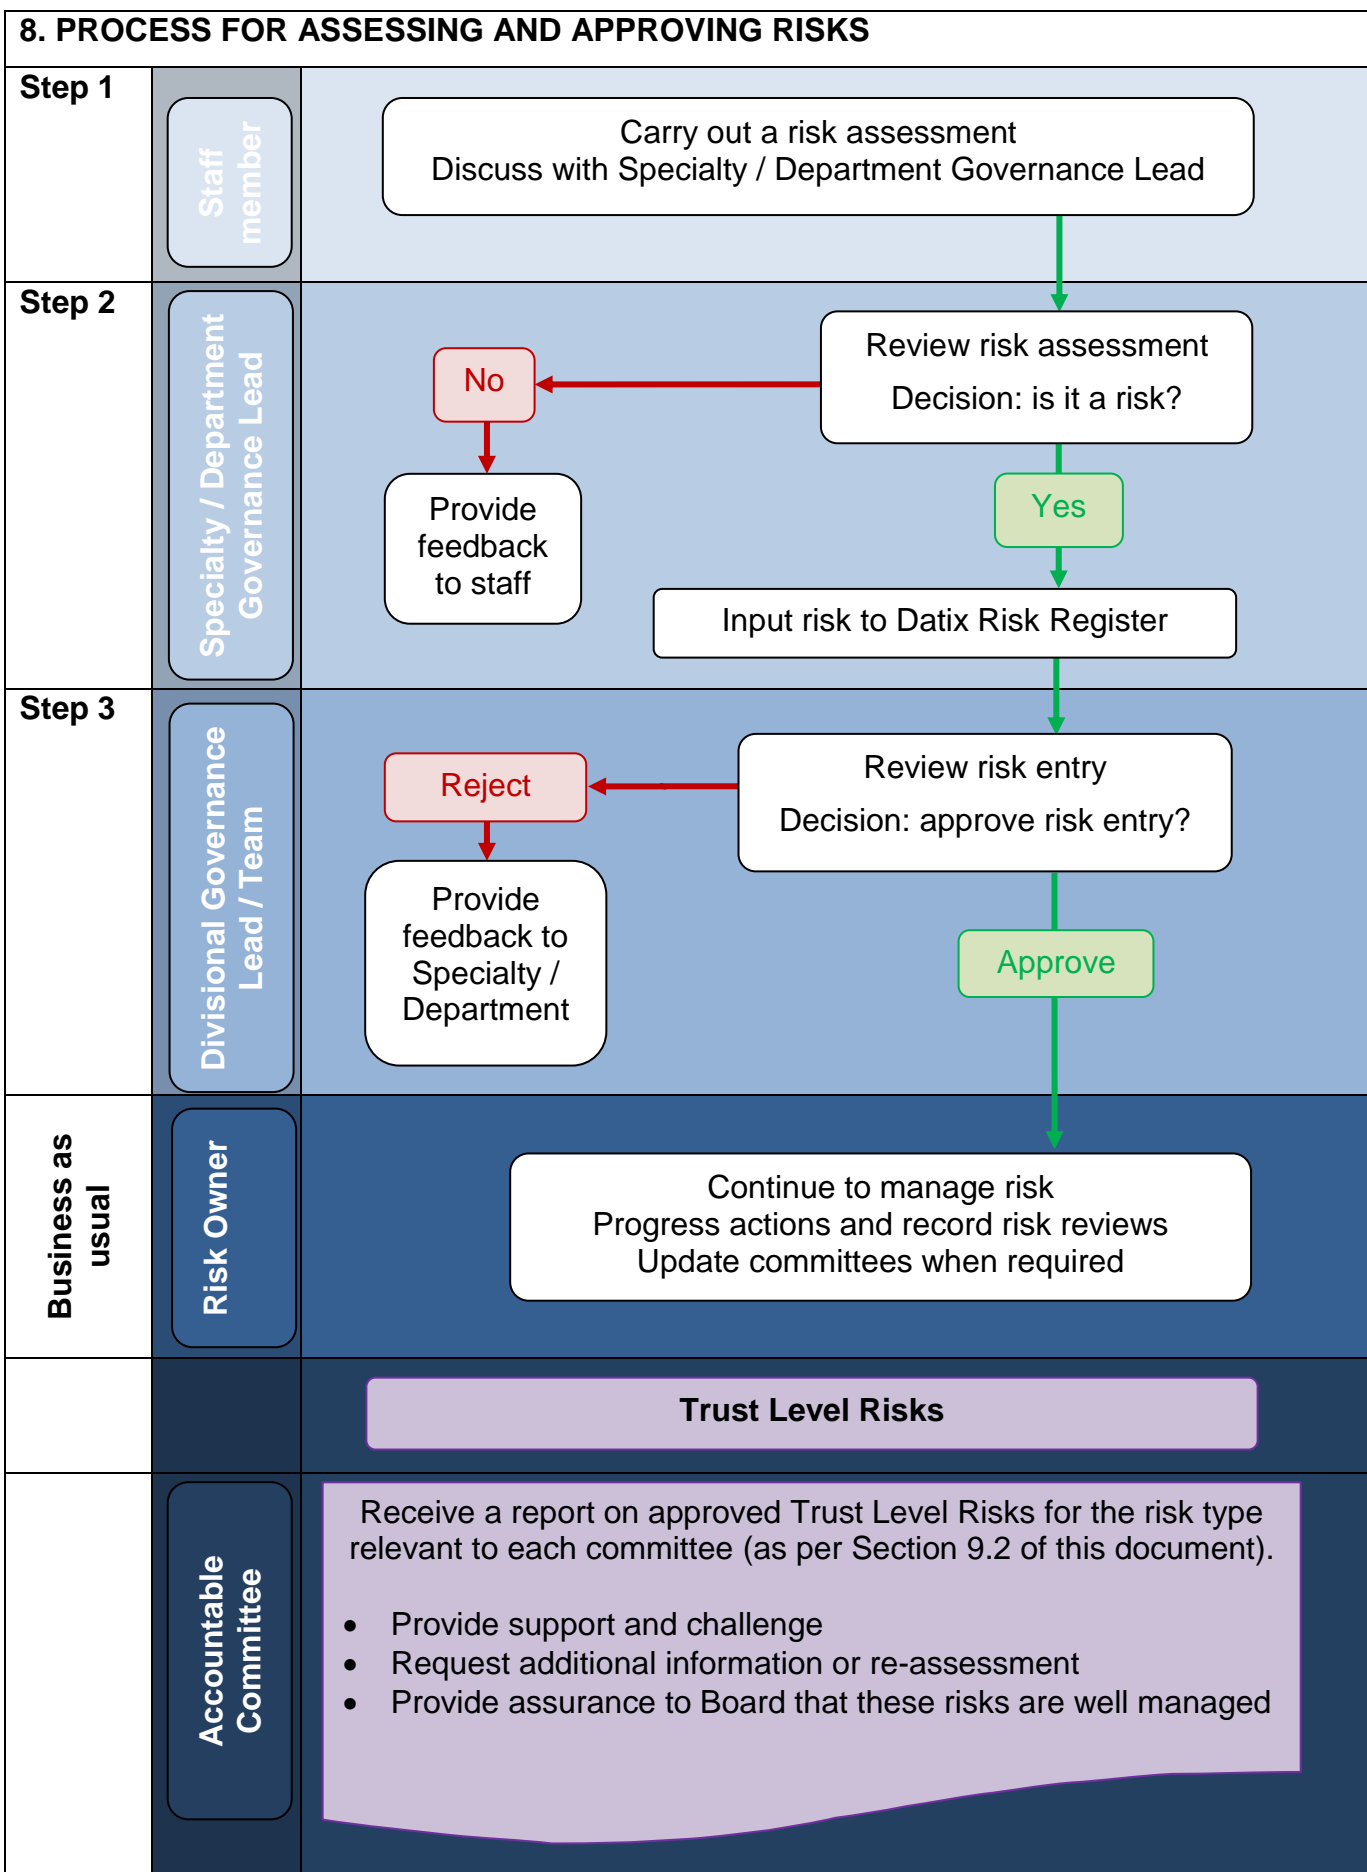 8. PROCESS FOR ASSESSING AND APPROVING RISKS
Step 1
Staff
member
Carry out a risk assessment
Discuss with Specialty / Department Governance Lead
Step 2
Specialty / Department
Governance Lead
Review risk assessment
Decision: is it a risk?
No
Yes
Provide
feedback
to staff
Input risk to Datix Risk Register
Step 3
Divisional Governance
Lead / Team
Review risk entry
Decision: approve risk entry?
Reject
Provide
feedback to
Specialty /
Department
Approve
Business as
usual
Risk Owner
Continue to manage risk
Progress actions and record risk reviews
Update committees when required
Trust Level Risks
Accountable
Committee
Receive a report on approved Trust Level Risks for the risk type
relevant to each committee (as per Section 9.2 of this document).
• Provide support and challenge
• Request additional information or re-assessment
• Provide assurance to Board that these risks are well managed